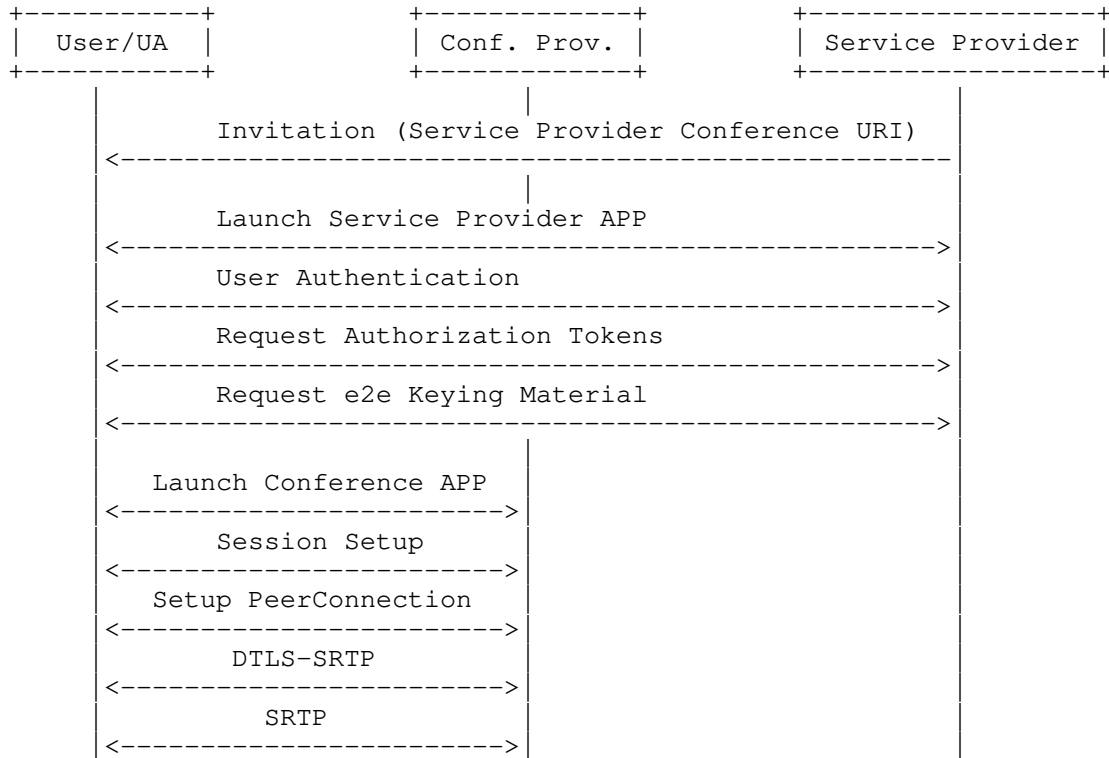 User/UA Conf. Prov. Service Provider
Invitation (Service Provider Conference URI)
Launch Service Provider APP
User Authentication
Request Authorization Tokens
Request e2e Keying Material
Launch Conference APP
Session Setup
Setup PeerConnection
DTLS-SRTP
SRTP